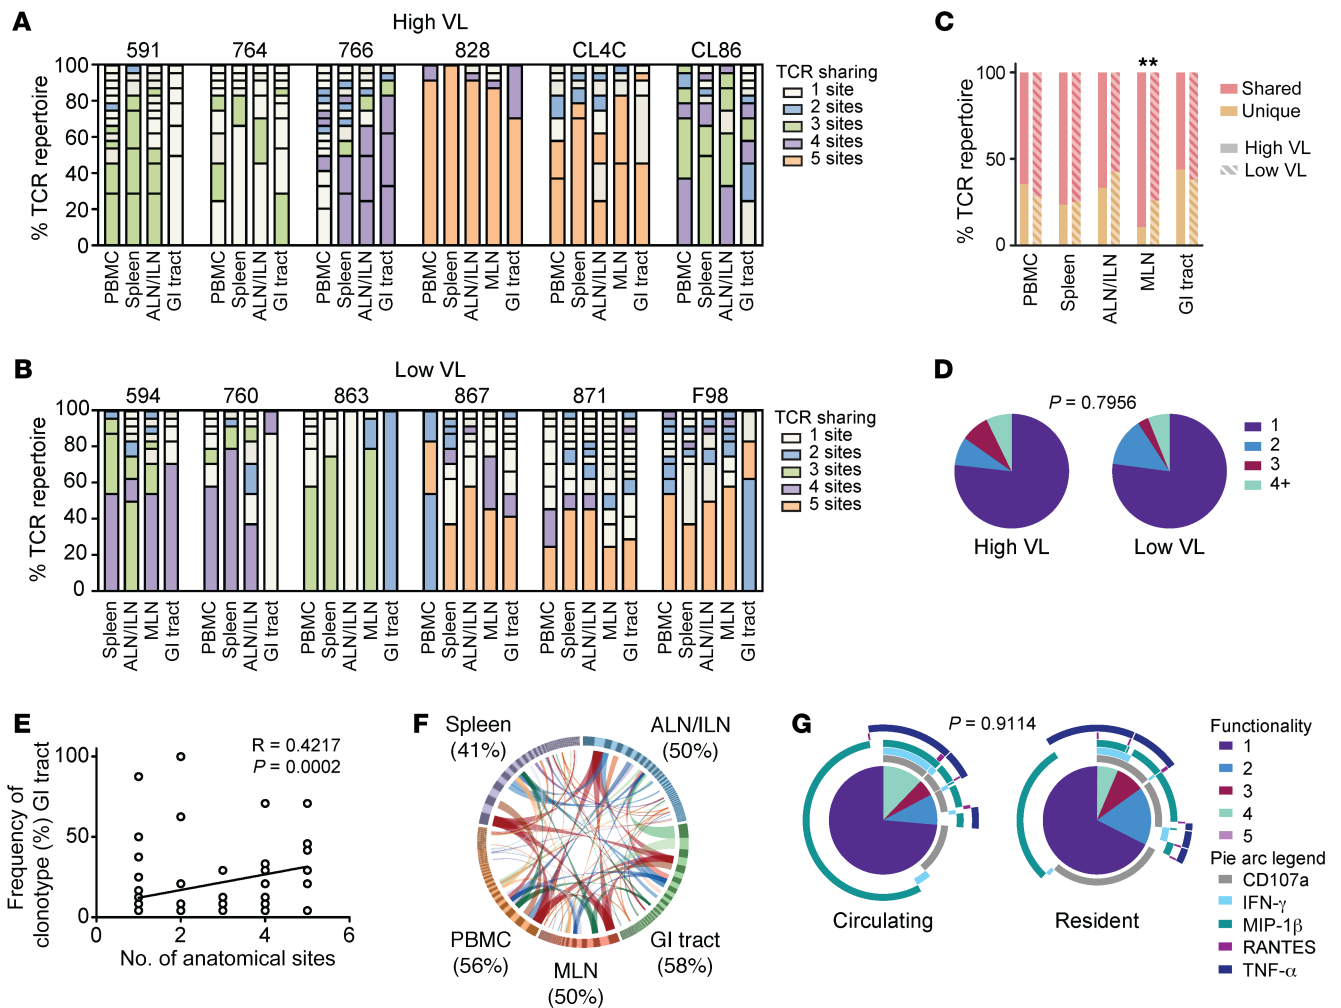 A
High VL
591 764 766 828 CL4C CL86
% TCR repertoire
100
80
60
40
20
0
PBMC Spleen ALN/ILN GI tract
PBMC Spleen ALN/ILN GI tract
PBMC Spleen ALN/ILN GI tract
PBMC Spleen ALN/ILN MLN GI tract
PBMC Spleen ALN/ILN MLN GI tract
PBMC Spleen ALN/ILN GI tract
TCR sharing
1 site
2 sites
3 sites
4 sites
5 sites
B
Low VL
594 760 863 867 871 F98
% TCR repertoire
100
80
60
40
20
0
Spleen ALN/ILN MLN GI tract
PBMC Spleen ALN/ILN GI tract
PBMC Spleen ALN/ILN MLN GI tract
PBMC Spleen ALN/ILN MLN GI tract
PBMC Spleen ALN/ILN MLN GI tract
PBMC Spleen ALN/ILN MLN GI tract
TCR sharing
1 site
2 sites
3 sites
4 sites
5 sites
C
% TCR repertoire
100
50
0
**
PBMC Spleen ALN/ILN MLN GI tract
Shared
Unique
High VL
Low VL
D
P = 0.7956
High VL Low VL
1
2
3
4+
E
R = 0.4217
P = 0.0002
Frequency of
clonotype (%) GI tract
100
50
0
0 2 4 6
No. of anatomical sites
F
Spleen
(41%)
ALN/ILN
(50%)
PBMC
(56%)
MLN
(50%)
GI tract
(58%)
G
P = 0.9114
Circulating Resident
Functionality
1
2
3
4
5
Pie arc legend
CD107a
IFN-γ
MIP-1β
RANTES
TNF-α